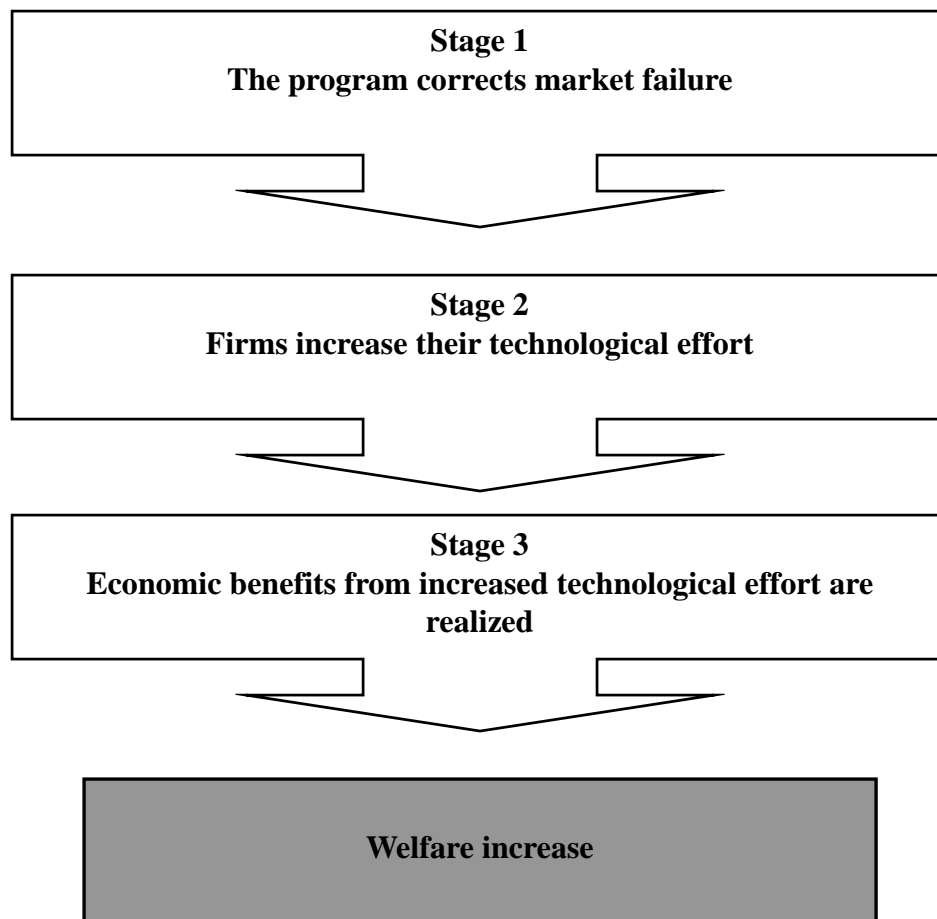 Stage 1
The program corrects market failure
Stage 2
Firms increase their technological effort
Stage 3
Economic benefits from increased technological effort are
realized
Welfare increase